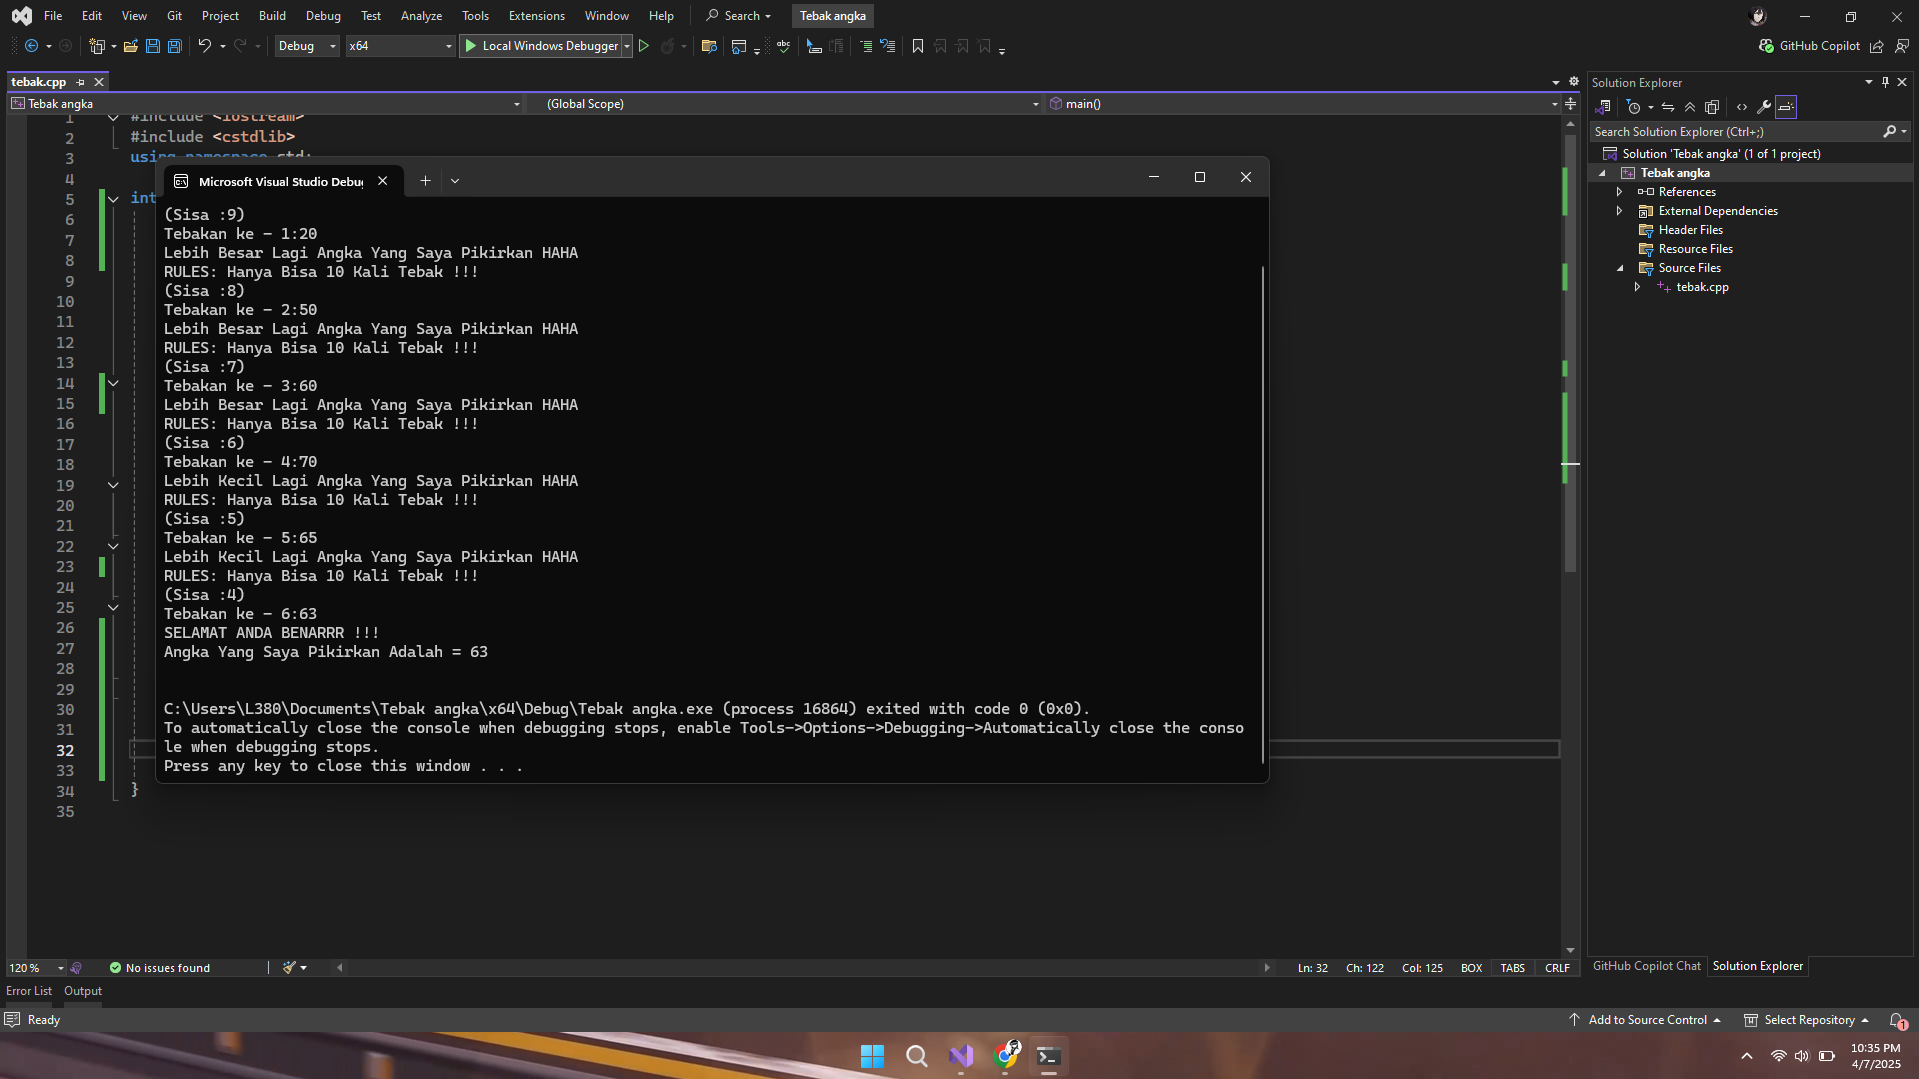 File Edit View Git Project Build Debug Test Analyze Tools Extensions Window Help Search Tebak angka
Debug x64 Local Windows Debugger GitHub Copilot
tebak.cpp
Tebak angka (Global Scope) main()
1 #include <iostream>
2 #include <cstdlib>
3 using namespace std;
4
5 int
6
7
8
9
10
11
12
13
14
15
16
17
18
19
20
21
22
23
24
25
26
27
28
29
30
31
32
33
34 }
35
Microsoft Visual Studio Debug
(Sisa :9)
Tebakan ke - 1:20
Lebih Besar Lagi Angka Yang Saya Pikirkan HAHA
RULES: Hanya Bisa 10 Kali Tebak !!!
(Sisa :8)
Tebakan ke - 2:50
Lebih Besar Lagi Angka Yang Saya Pikirkan HAHA
RULES: Hanya Bisa 10 Kali Tebak !!!
(Sisa :7)
Tebakan ke - 3:60
Lebih Besar Lagi Angka Yang Saya Pikirkan HAHA
RULES: Hanya Bisa 10 Kali Tebak !!!
(Sisa :6)
Tebakan ke - 4:70
Lebih Kecil Lagi Angka Yang Saya Pikirkan HAHA
RULES: Hanya Bisa 10 Kali Tebak !!!
(Sisa :5)
Tebakan ke - 5:65
Lebih Kecil Lagi Angka Yang Saya Pikirkan HAHA
RULES: Hanya Bisa 10 Kali Tebak !!!
(Sisa :4)
Tebakan ke - 6:63
SELAMAT ANDA BENARRR !!!
Angka Yang Saya Pikirkan Adalah = 63
C:\Users\L380\Documents\Tebak angka\x64\Debug\Tebak angka.exe (process 16864) exited with code 0 (0x0).
To automatically close the console when debugging stops, enable Tools->Options->Debugging->Automatically close the conso
le when debugging stops.
Press any key to close this window . . .
Solution Explorer
Search Solution Explorer (Ctrl+;)
Solution 'Tebak angka' (1 of 1 project)
Tebak angka
References
External Dependencies
Header Files
Resource Files
Source Files
tebak.cpp
GitHub Copilot Chat Solution Explorer
120 % No issues found Ln: 32 Ch: 122 Col: 125 BOX TABS CRLF
Error List Output
Ready Add to Source Control Select Repository 1
10:35 PM
4/7/2025